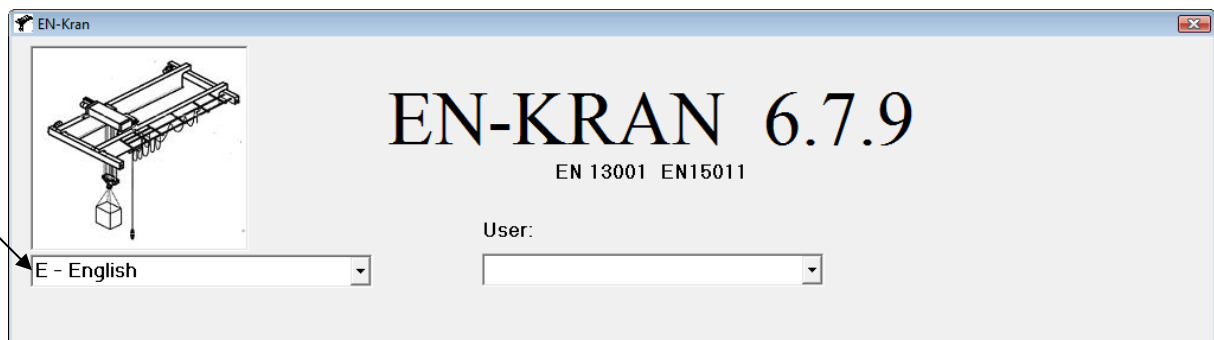 EN-Kran
EN-KRAN 6.7.9
EN 13001 EN15011
User:
E - English